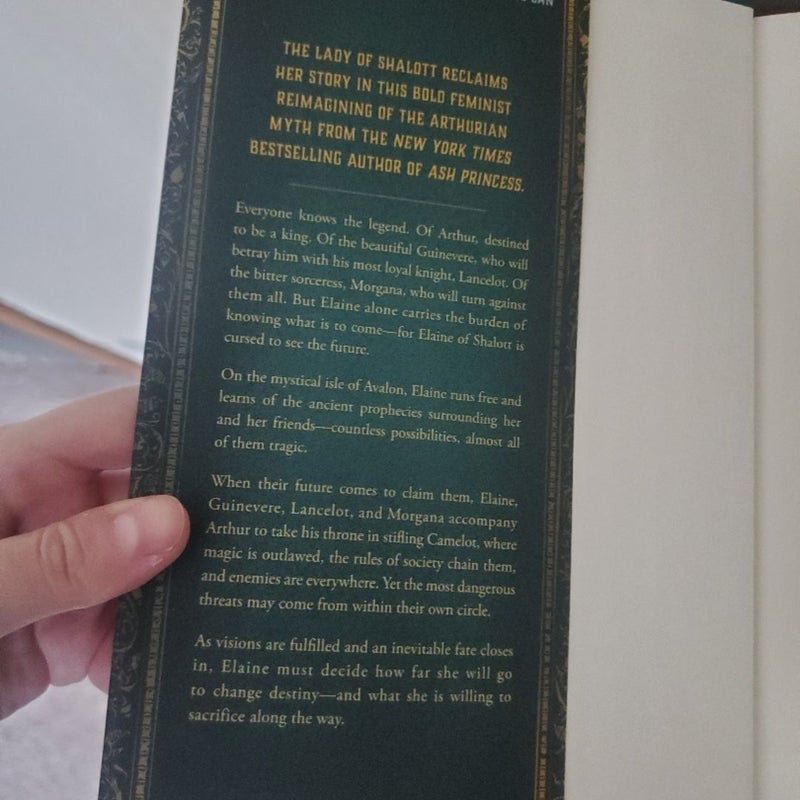 CAN
THE LADY OF SHALOTT RECLAIMS
HER STORY IN THIS BOLD FEMINIST
REIMAGINING OF THE ARTHURIAN
MYTH FROM THE NEW YORK TIMES
BESTSELLING AUTHOR OF ASH PRINCESS.
Everyone knows the legend. Of Arthur, destined
to be a king. Of the beautiful Guinevere, who will
betray him with his most loyal knight, Lancelot. Of
the bitter sorceress, Morgana, who will turn against
them all. But Elaine alone carries the burden of
knowing what is to come—for Elaine of Shalott is
cursed to see the future.
On the mystical isle of Avalon, Elaine runs free and
learns of the ancient prophecies surrounding her
and her friends—countless possibilities, almost all
of them tragic.
When their future comes to claim them, Elaine,
Guinevere, Lancelot, and Morgana accompany
Arthur to take his throne in stifling Camelot, where
magic is outlawed, the rules of society chain them,
and enemies are everywhere. Yet the most dangerous
threats may come from within their own circle.
As visions are fulfilled and an inevitable fate closes
in, Elaine must decide how far she will go
to change destiny—and what she is willing to
sacrifice along the way.